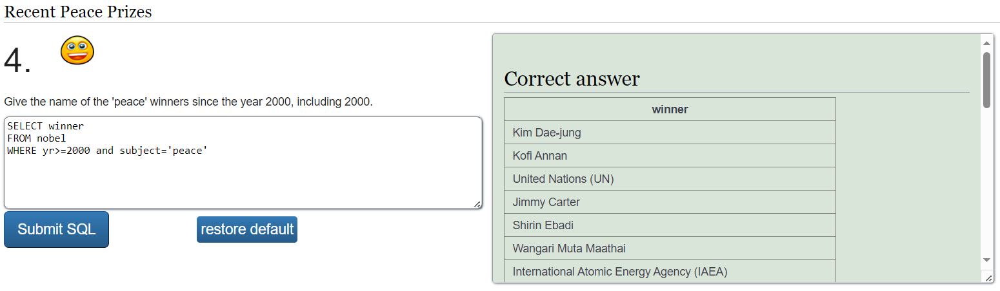 Recent Peace Prizes
4.
Give the name of the 'peace' winners since the year 2000, including 2000.
SELECT winner
FROM nobel
WHERE yr>=2000 and subject='peace'
Submit SQL
restore default
Correct answer
winner
Kim Dae-jung
Kofi Annan
United Nations (UN)
Jimmy Carter
Shirin Ebadi
Wangari Muta Maathai
International Atomic Energy Agency (IAEA)